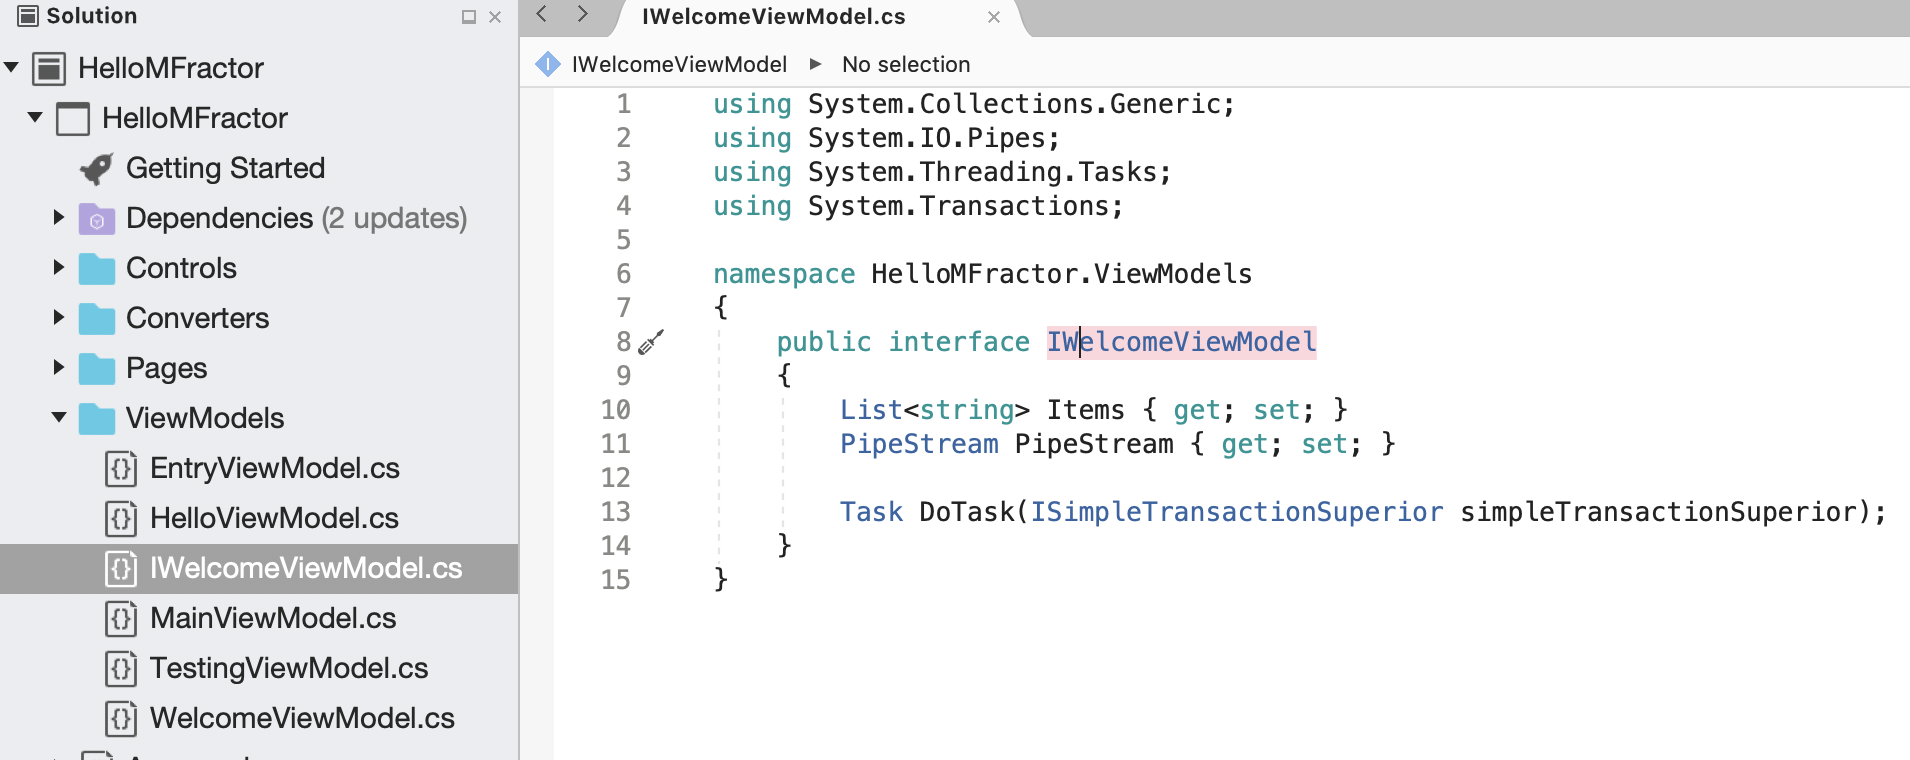 Solution
HelloMFractor
HelloMFractor
Getting Started
Dependencies (2 updates)
Controls
Converters
Pages
ViewModels
{} EntryViewModel.cs
{} HelloViewModel.cs
{} IWelcomeViewModel.cs
{} MainViewModel.cs
{} TestingViewModel.cs
{} WelcomeViewModel.cs
IWelcomeViewModel.cs
I IWelcomeViewModel ▸ No selection
1 using System.Collections.Generic;
2 using System.IO.Pipes;
3 using System.Threading.Tasks;
4 using System.Transactions;
5
6 namespace HelloMFractor.ViewModels
7 {
8 public interface IWelcomeViewModel
9 {
10 List<string> Items { get; set; }
11 PipeStream PipeStream { get; set; }
12
13 Task DoTask(ISimpleTransactionSuperior simpleTransactionSuperior);
14 }
15 }